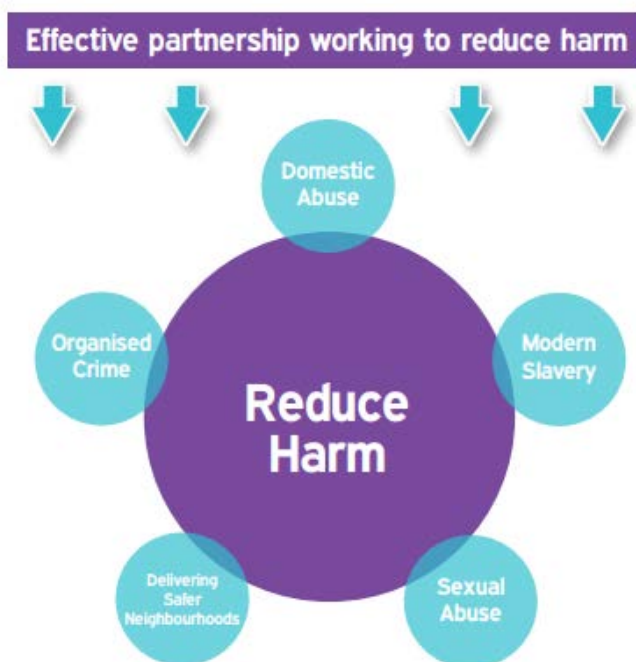 Effective partnership working to reduce harm
Domestic
Abuse
Organised
Crime
Modern
Slavery
Reduce
Harm
Delivering
Safer
Neighbourhoods
Sexual
Abuse